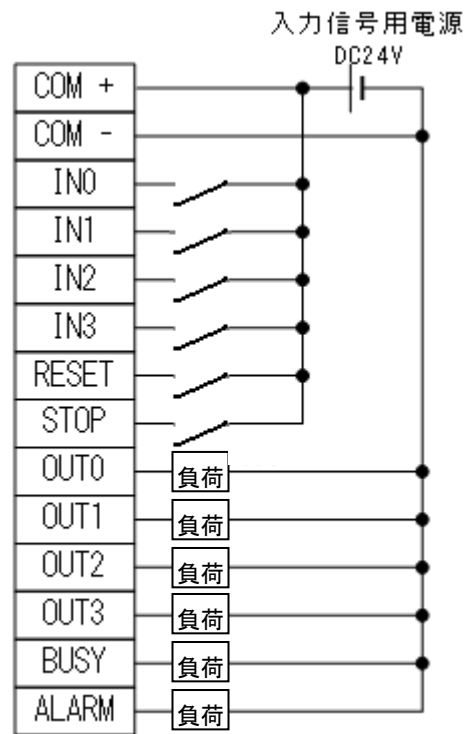 入力信号用電源
DC24V
COM +
COM -
IN0
IN1
IN2
IN3
RESET
STOP
OUT0 負荷
OUT1 負荷
OUT2 負荷
OUT3 負荷
BUSY 負荷
ALARM 負荷